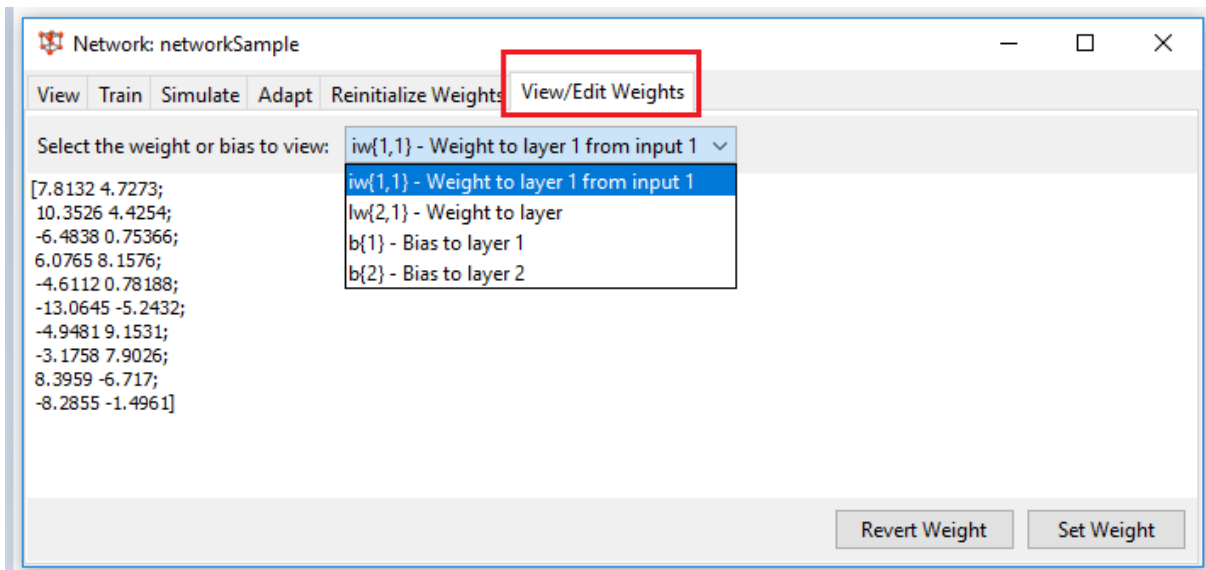 Network: networkSample
View Train Simulate Adapt Reinitialize Weights View/Edit Weights
Select the weight or bias to view: iw{1,1} - Weight to layer 1 from input 1
iw{1,1} - Weight to layer 1 from input 1
lw{2,1} - Weight to layer
b{1} - Bias to layer 1
b{2} - Bias to layer 2
[7.8132 4.7273;
10.3526 4.4254;
-6.4838 0.75366;
6.0765 8.1576;
-4.6112 0.78188;
-13.0645 -5.2432;
-4.9481 9.1531;
-3.1758 7.9026;
8.3959 -6.717;
-8.2855 -1.4961]
Revert Weight Set Weight